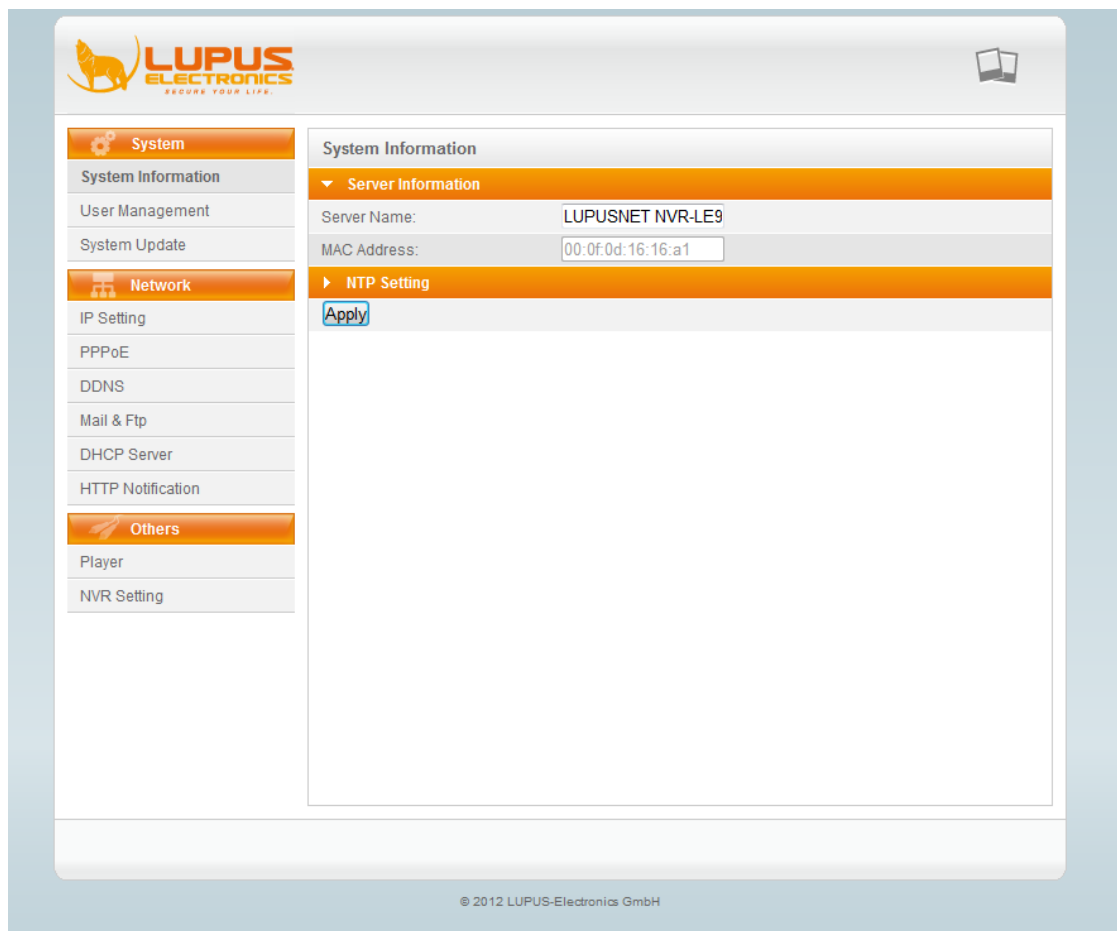 LUPUS
ELECTRONICS
SECURE YOUR LIFE.
System
System Information
User Management
System Update
Network
IP Setting
PPPoE
DDNS
Mail & Ftp
DHCP Server
HTTP Notification
Others
Player
NVR Setting
System Information
Server Information
Server Name: LUPUSNET NVR-LE9
MAC Address: 00:0f:0d:16:16:a1
NTP Setting
Apply
© 2012 LUPUS-Electronics GmbH